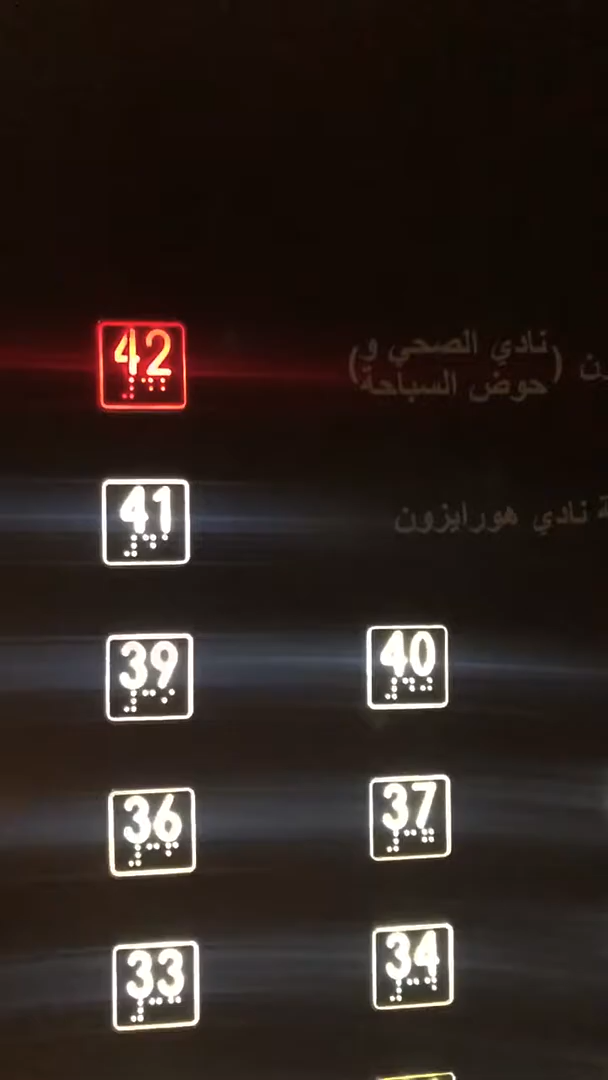 42
نادي الصحي و)
(حوض السباحة
41
نادي هورايزون
39 40
36 37
33 34